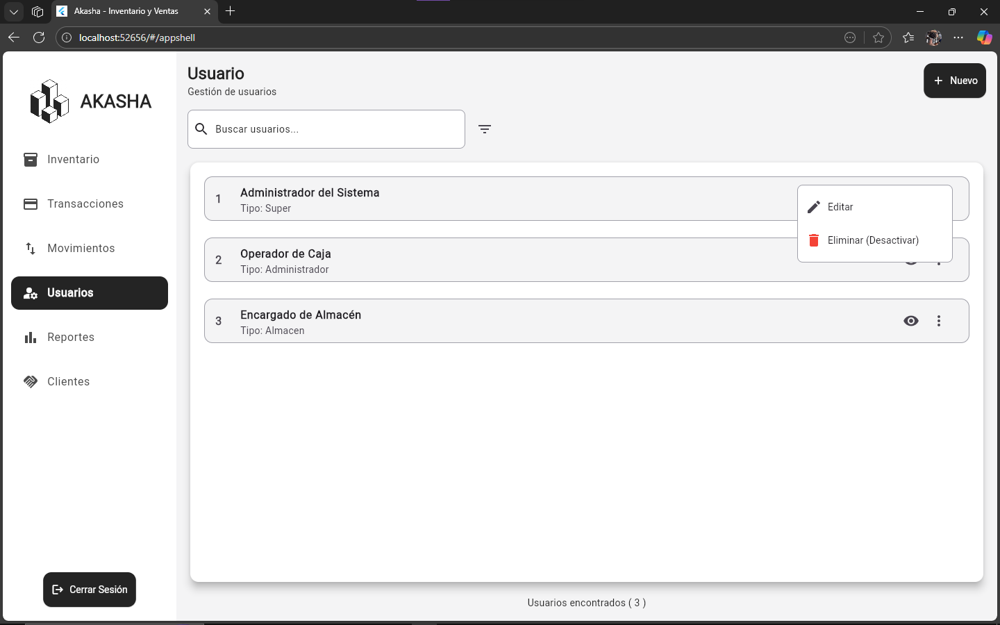 Akasha - Inventario y Ventas
localhost:52656/#/appshell
AKASHA
Inventario
Transacciones
Movimientos
Usuarios
Reportes
Clientes
Cerrar Sesión
Usuario
Gestión de usuarios
+ Nuevo
Buscar usuarios...
1
Administrador del Sistema
Tipo: Super
Editar
Eliminar (Desactivar)
2
Operador de Caja
Tipo: Administrador
3
Encargado de Almacén
Tipo: Almacen
Usuarios encontrados ( 3 )